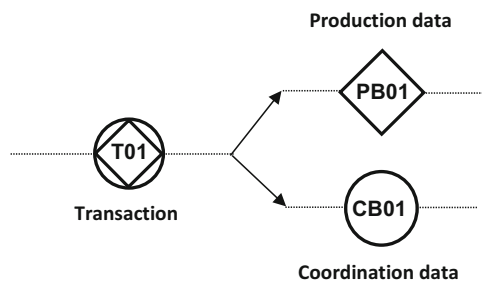 Production data
PB01
T01
Transaction
CB01
Coordination data